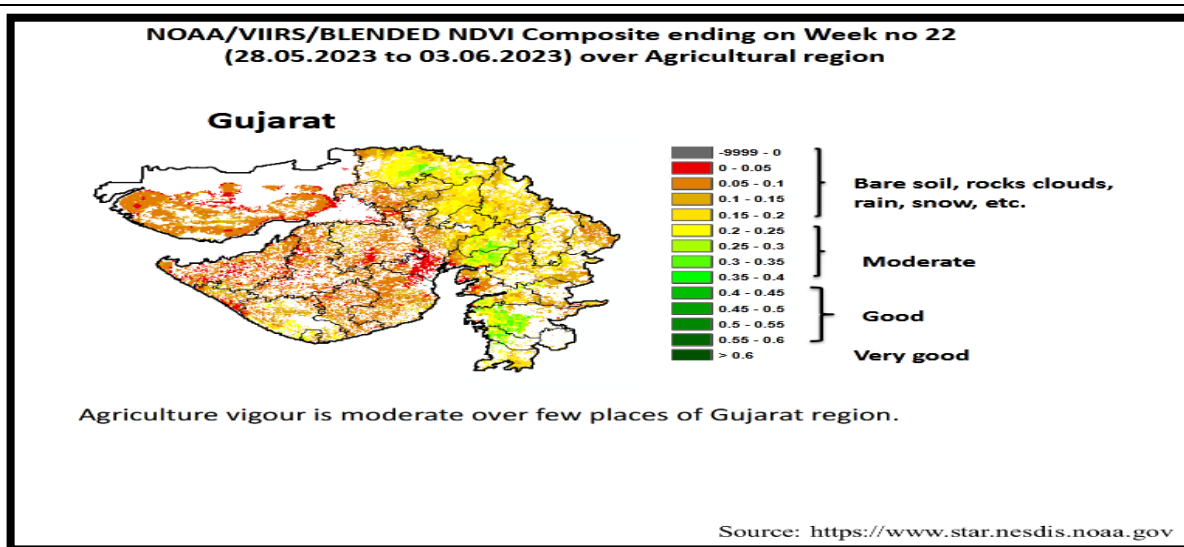 NOAA/VIIRS/BLENDED NDVI Composite ending on Week no 22
(28.05.2023 to 03.06.2023) over Agricultural region
Gujarat
-9999 - 0
0 - 0.05
0.05 - 0.1
0.1 - 0.15
0.15 - 0.2
0.2 - 0.25
0.25 - 0.3
0.3 - 0.35
0.35 - 0.4
0.4 - 0.45
0.45 - 0.5
0.5 - 0.55
0.55 - 0.6
> 0.6
Bare soil, rocks clouds,
rain, snow, etc.
Moderate
Good
Very good
Agriculture vigour is moderate over few places of Gujarat region.
Source: https://www.star.nesdis.noaa.gov